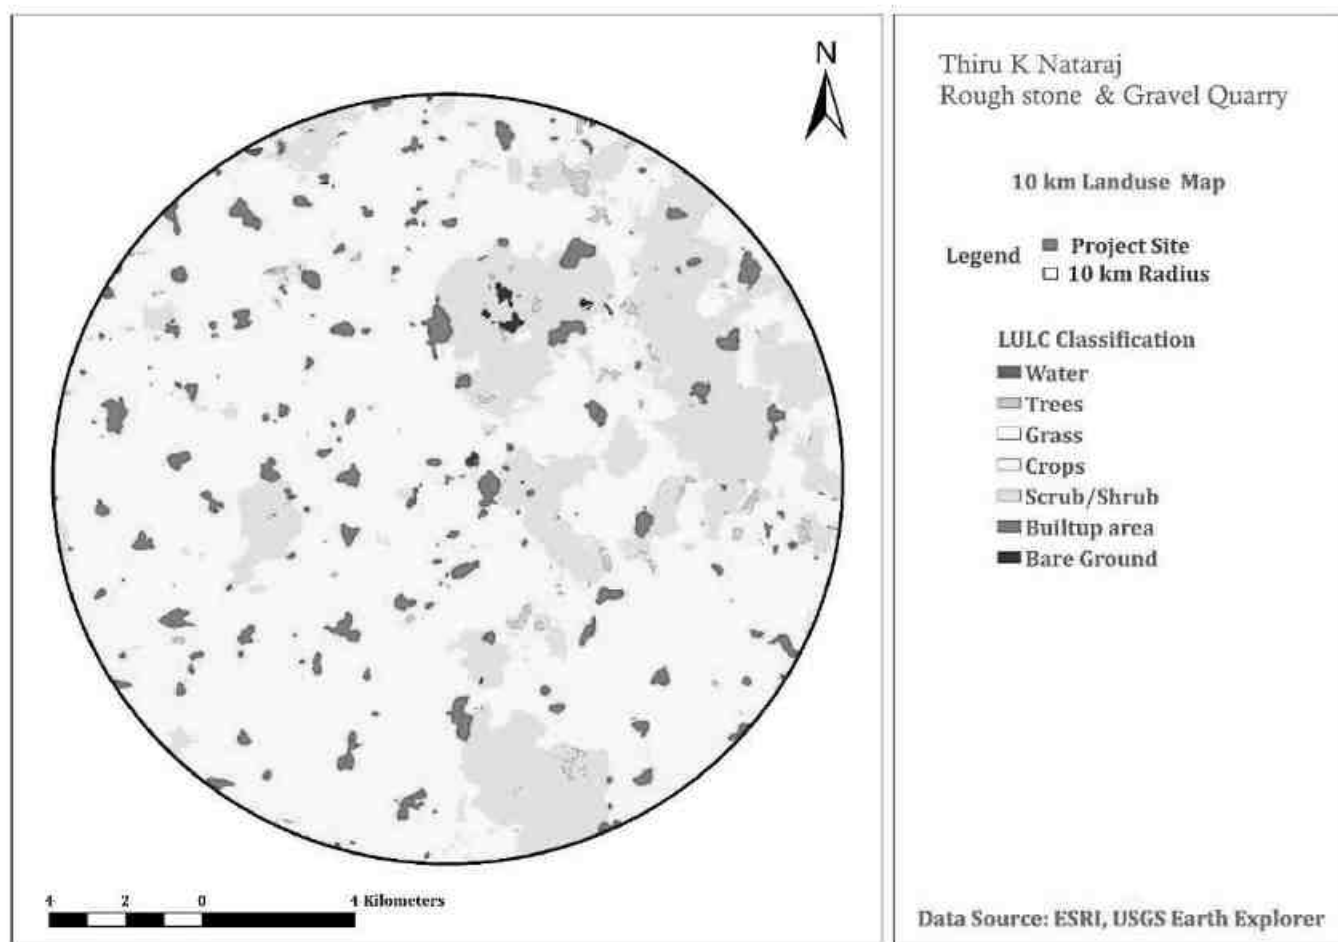 N
Thiru K Nataraj
Rough stone & Gravel Quarry
10 km Landuse Map
Legend
Project Site
10 km Radius
LULC Classification
Water
Trees
Grass
Crops
Scrub/Shrub
Builtup area
Bare Ground
4 2 0 4 Kilometers
Data Source: ESRI, USGS Earth Explorer